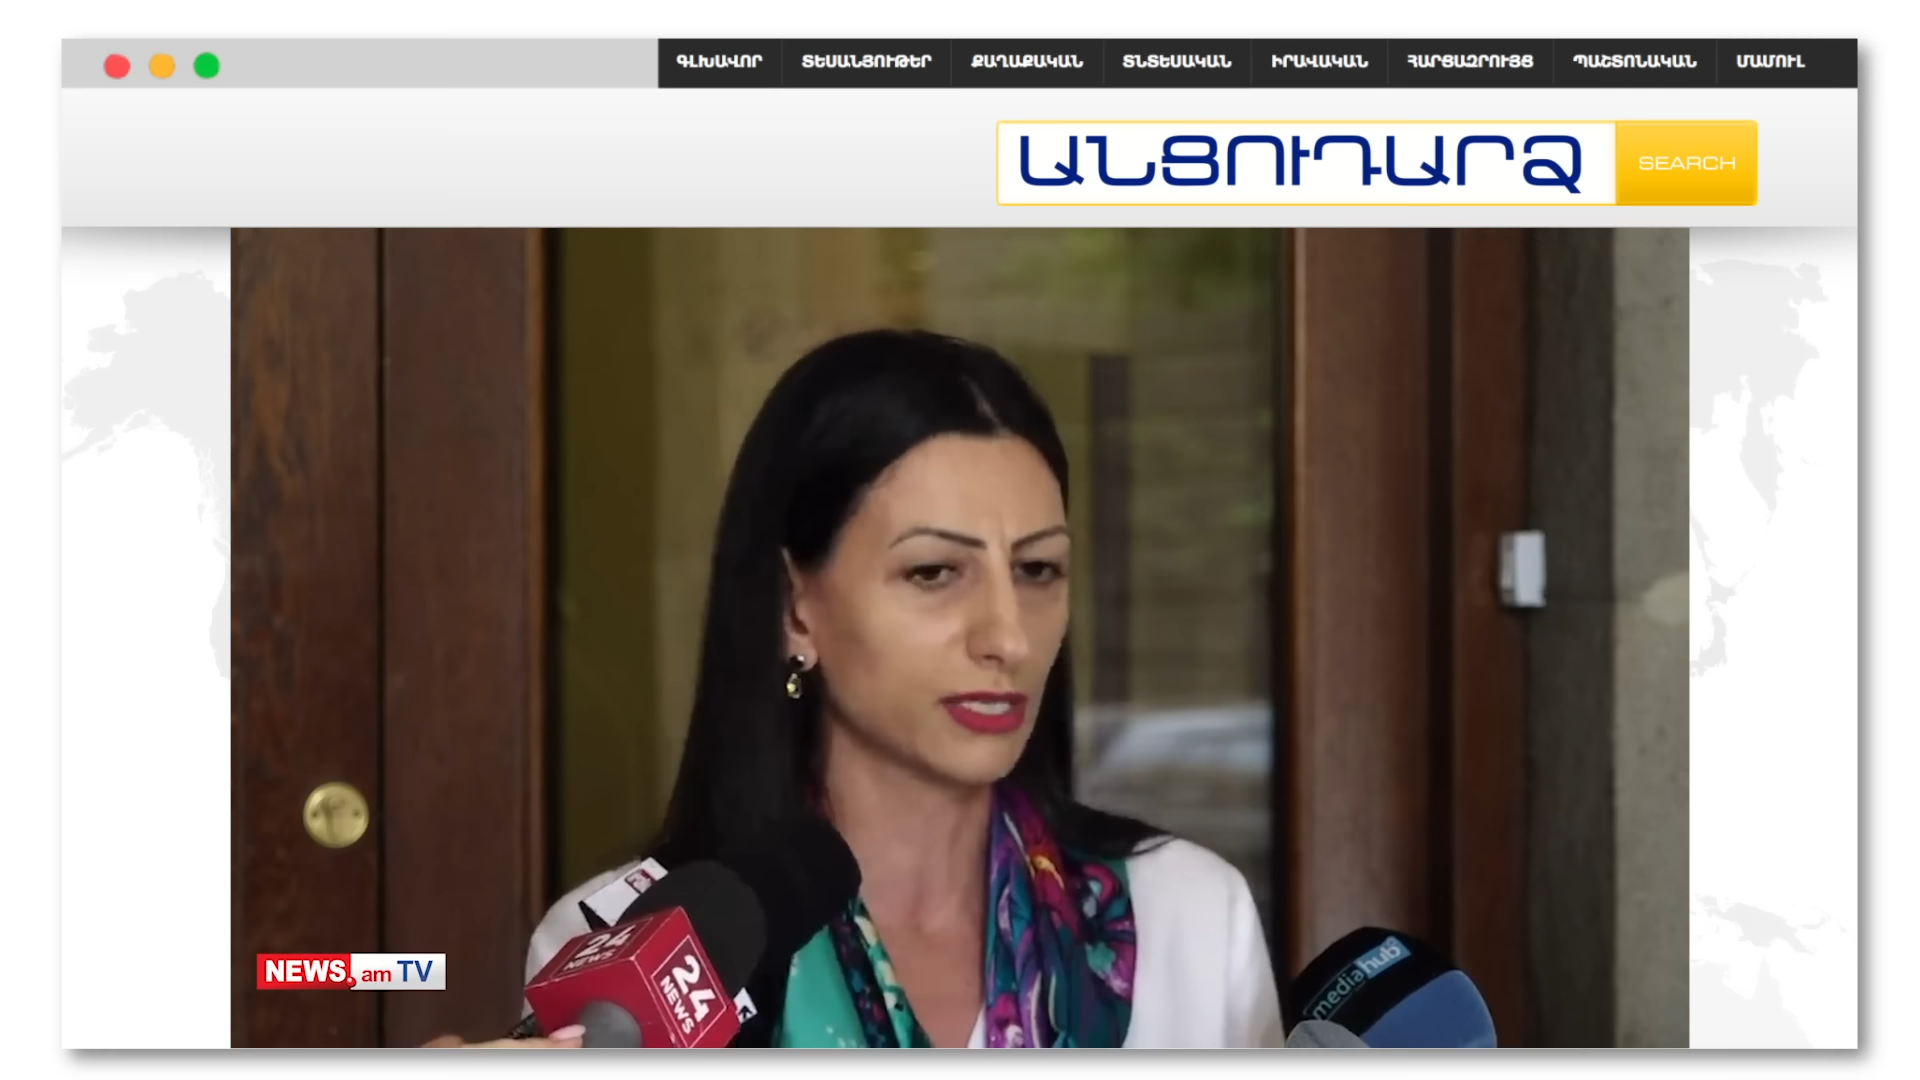 ԳԼԽԱՎՈՐ ՏԵՍԱՆՅՈՒԹԵՐ ՔԱՂԱՔԱԿԱՆ ՏՆՏԵՍԱԿԱՆ ԻՐԱՎԱԿԱՆ ՀԱՐՑԱԶՐՈՒՅՑ ՊԱՇՏՈՆԱԿԱՆ ՄԱՄՈՒԼ
ԱՆՑՈՒԴԱՐՁ SEARCH
24
NEWS
24
NEWS
mediahub
NEWS.am TV